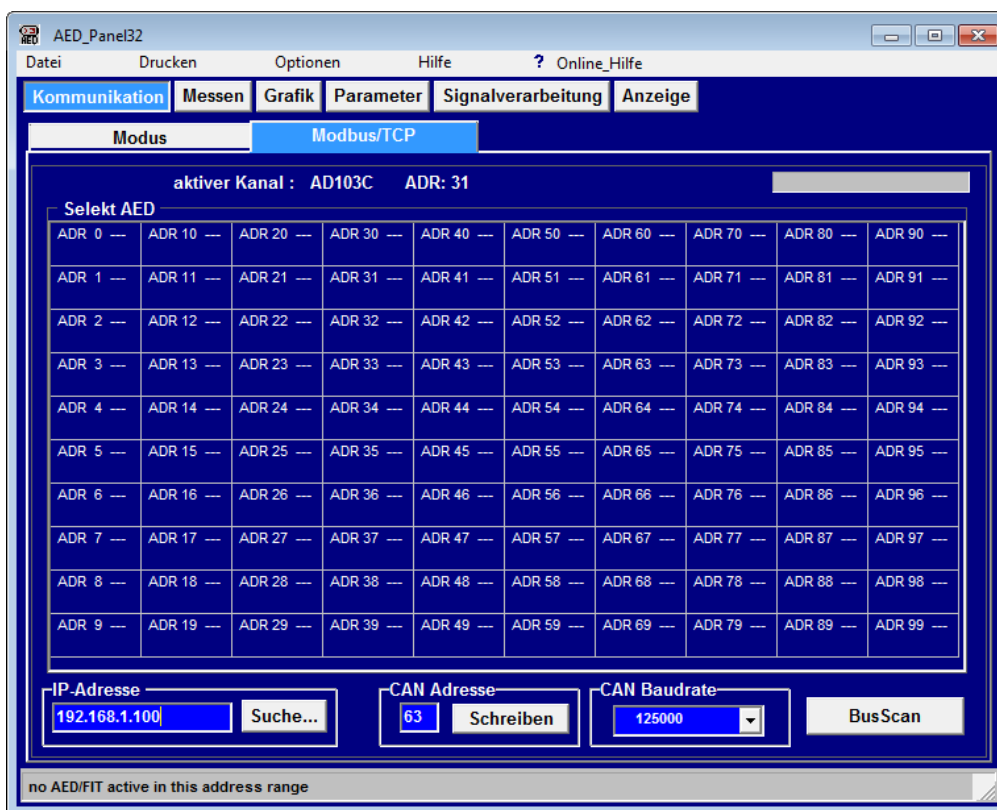 AED_Panel32
Datei Drucken Optionen Hilfe ? Online_Hilfe
Kommunikation Messen Grafik Parameter Signalverarbeitung Anzeige
Modus Modbus/TCP
aktiver Kanal : AD103C ADR: 31
Selekt AED
ADR 0 --- ADR 10 --- ADR 20 --- ADR 30 --- ADR 40 --- ADR 50 --- ADR 60 --- ADR 70 --- ADR 80 --- ADR 90 ---
ADR 1 --- ADR 11 --- ADR 21 --- ADR 31 --- ADR 41 --- ADR 51 --- ADR 61 --- ADR 71 --- ADR 81 --- ADR 91 ---
ADR 2 --- ADR 12 --- ADR 22 --- ADR 32 --- ADR 42 --- ADR 52 --- ADR 62 --- ADR 72 --- ADR 82 --- ADR 92 ---
ADR 3 --- ADR 13 --- ADR 23 --- ADR 33 --- ADR 43 --- ADR 53 --- ADR 63 --- ADR 73 --- ADR 83 --- ADR 93 ---
ADR 4 --- ADR 14 --- ADR 24 --- ADR 34 --- ADR 44 --- ADR 54 --- ADR 64 --- ADR 74 --- ADR 84 --- ADR 94 ---
ADR 5 --- ADR 15 --- ADR 25 --- ADR 35 --- ADR 45 --- ADR 55 --- ADR 65 --- ADR 75 --- ADR 85 --- ADR 95 ---
ADR 6 --- ADR 16 --- ADR 26 --- ADR 36 --- ADR 46 --- ADR 56 --- ADR 66 --- ADR 76 --- ADR 86 --- ADR 96 ---
ADR 7 --- ADR 17 --- ADR 27 --- ADR 37 --- ADR 47 --- ADR 57 --- ADR 67 --- ADR 77 --- ADR 87 --- ADR 97 ---
ADR 8 --- ADR 18 --- ADR 28 --- ADR 38 --- ADR 48 --- ADR 58 --- ADR 68 --- ADR 78 --- ADR 88 --- ADR 98 ---
ADR 9 --- ADR 19 --- ADR 29 --- ADR 39 --- ADR 49 --- ADR 59 --- ADR 69 --- ADR 79 --- ADR 89 --- ADR 99 ---
IP-Adresse CAN Adresse CAN Baudrate
192.168.1.100 Suche... 63 Schreiben 125000 BusScan
no AED/FIT active in this address range